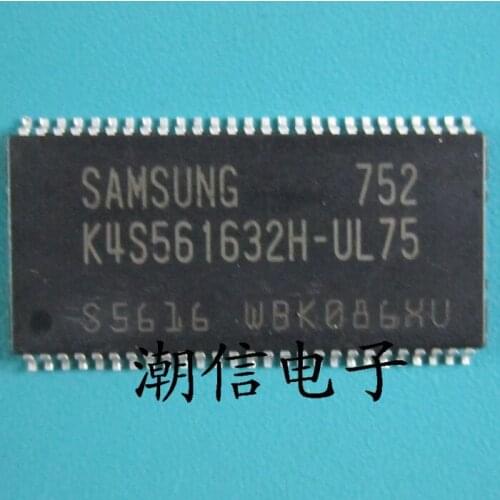 SAMSUNG 752
K4S561632H-UL75
S5616 WBK086XU
潮信电子